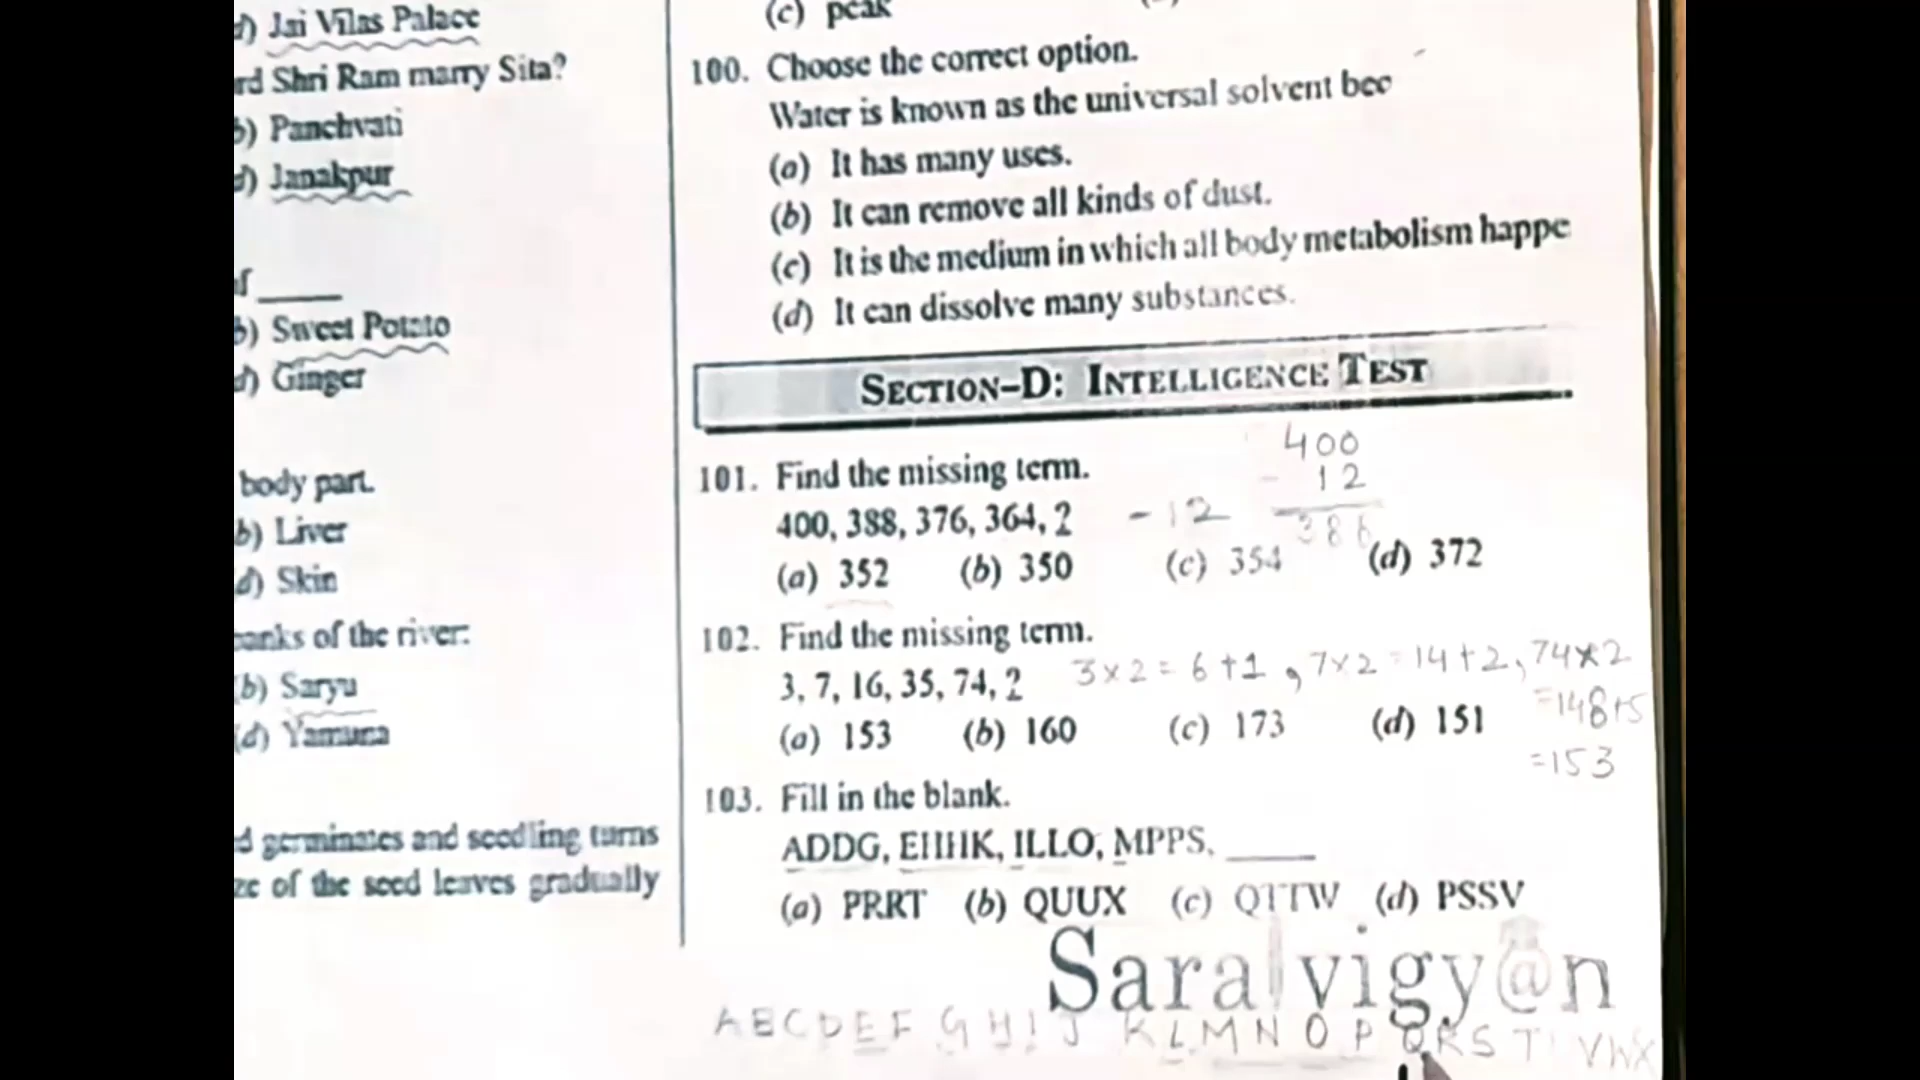 d) Jai Vilas Palace
rd Shri Ram marry Sita?
b) Panchvati
d) Janakpur
f ____
b) Sweet Potato
d) Ginger
body part.
b) Liver
d) Skin
banks of the river.
(b) Saryu
(d) Yamuna
d germinates and seedling turns
ze of the seed leaves gradually
(c) peak
100. Choose the correct option.
Water is known as the universal solvent bec
(a) It has many uses.
(b) It can remove all kinds of dust.
(c) It is the medium in which all body metabolism happe
(d) It can dissolve many substances.
SECTION–D: INTELLIGENCE TEST
400
- 12
388
101. Find the missing term.
400, 388, 376, 364, ? -12
(a) 352 (b) 350 (c) 354 (d) 372
102. Find the missing term.
3, 7, 16, 35, 74, ? 3×2=6+1, 7×2=14+2, 74×2
=148+5
=153
(a) 153 (b) 160 (c) 173 (d) 151
103. Fill in the blank.
ADDG, EHHK, ILLO, MPPS, ____
(a) PRRT (b) QUUX (c) QTTW (d) PSSV
Saralvigy@n
A B C D E F G H I J K L M N O P Q R S T V W X